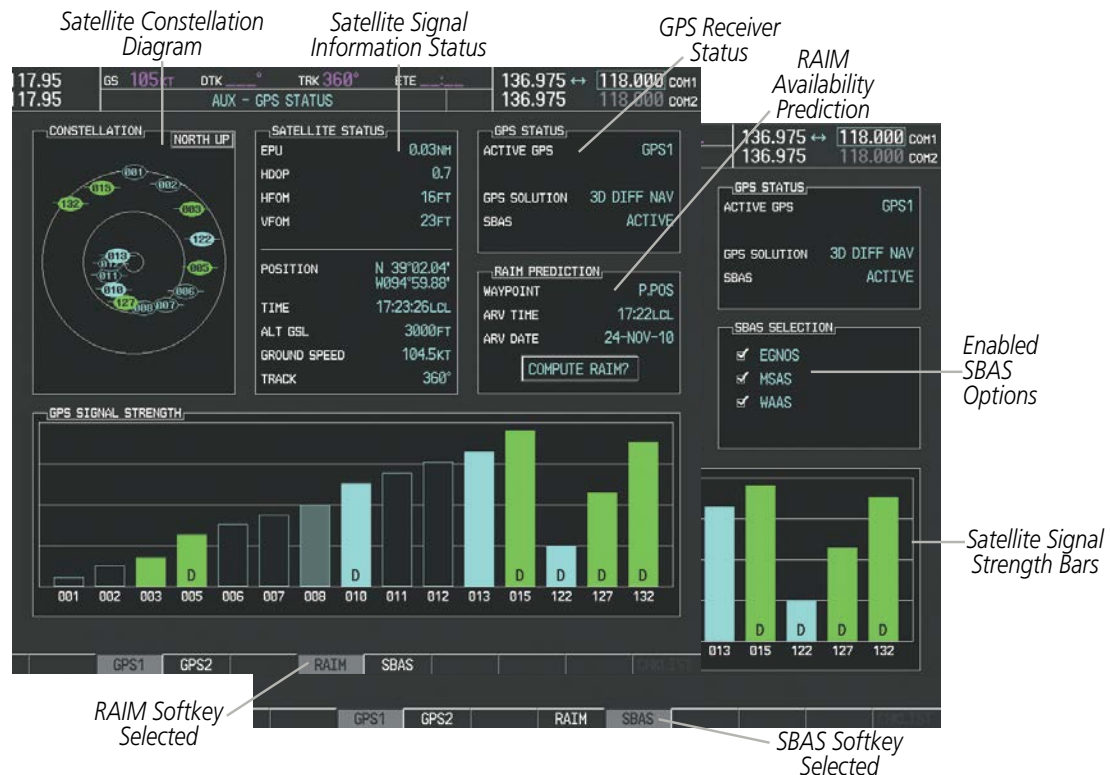 Satellite Constellation
Diagram
Satellite Signal
Information Status
GPS Receiver
Status
RAIM
Availability
Prediction
17.95 GS 105KT DTK ___° TRK 360° ETE __:__ 136.975 ↔ 118.000 COM1
17.95 AUX - GPS STATUS 136.975 118.000 COM2
CONSTELLATION
NORTH UP
001
002
015
132
003
122
013
012
005
011
010
006
127
008
007
SATELLITE STATUS
EPU 0.03NM
HDOP 0.7
HFOM 16FT
VFOM 23FT
POSITION N 39°02.04'
W094°59.88'
TIME 17:23:26LCL
ALT GSL 3000FT
GROUND SPEED 104.5KT
TRACK 360°
GPS STATUS
ACTIVE GPS GPS1
GPS SOLUTION 3D DIFF NAV
SBAS ACTIVE
RAIM PREDICTION
WAYPOINT P.POS
ARV TIME 17:22LCL
ARV DATE 24-NOV-10
COMPUTE RAIM?
GPS SIGNAL STRENGTH
D D D D D D
001 002 003 005 006 007 008 010 011 012 013 015 122 127 132
GPS1 GPS2 RAIM SBAS CHKLIST
136.975 ↔ 118.000 COM1
136.975 118.000 COM2
GPS STATUS
ACTIVE GPS GPS1
GPS SOLUTION 3D DIFF NAV
SBAS ACTIVE
SBAS SELECTION
EGNOS
MSAS
WAAS
Enabled
SBAS
Options
Satellite Signal
Strength Bars
D D D D
013 015 122 127 132
GPS1 GPS2 RAIM SBAS CHKLIST
RAIM Softkey
Selected
SBAS Softkey
Selected